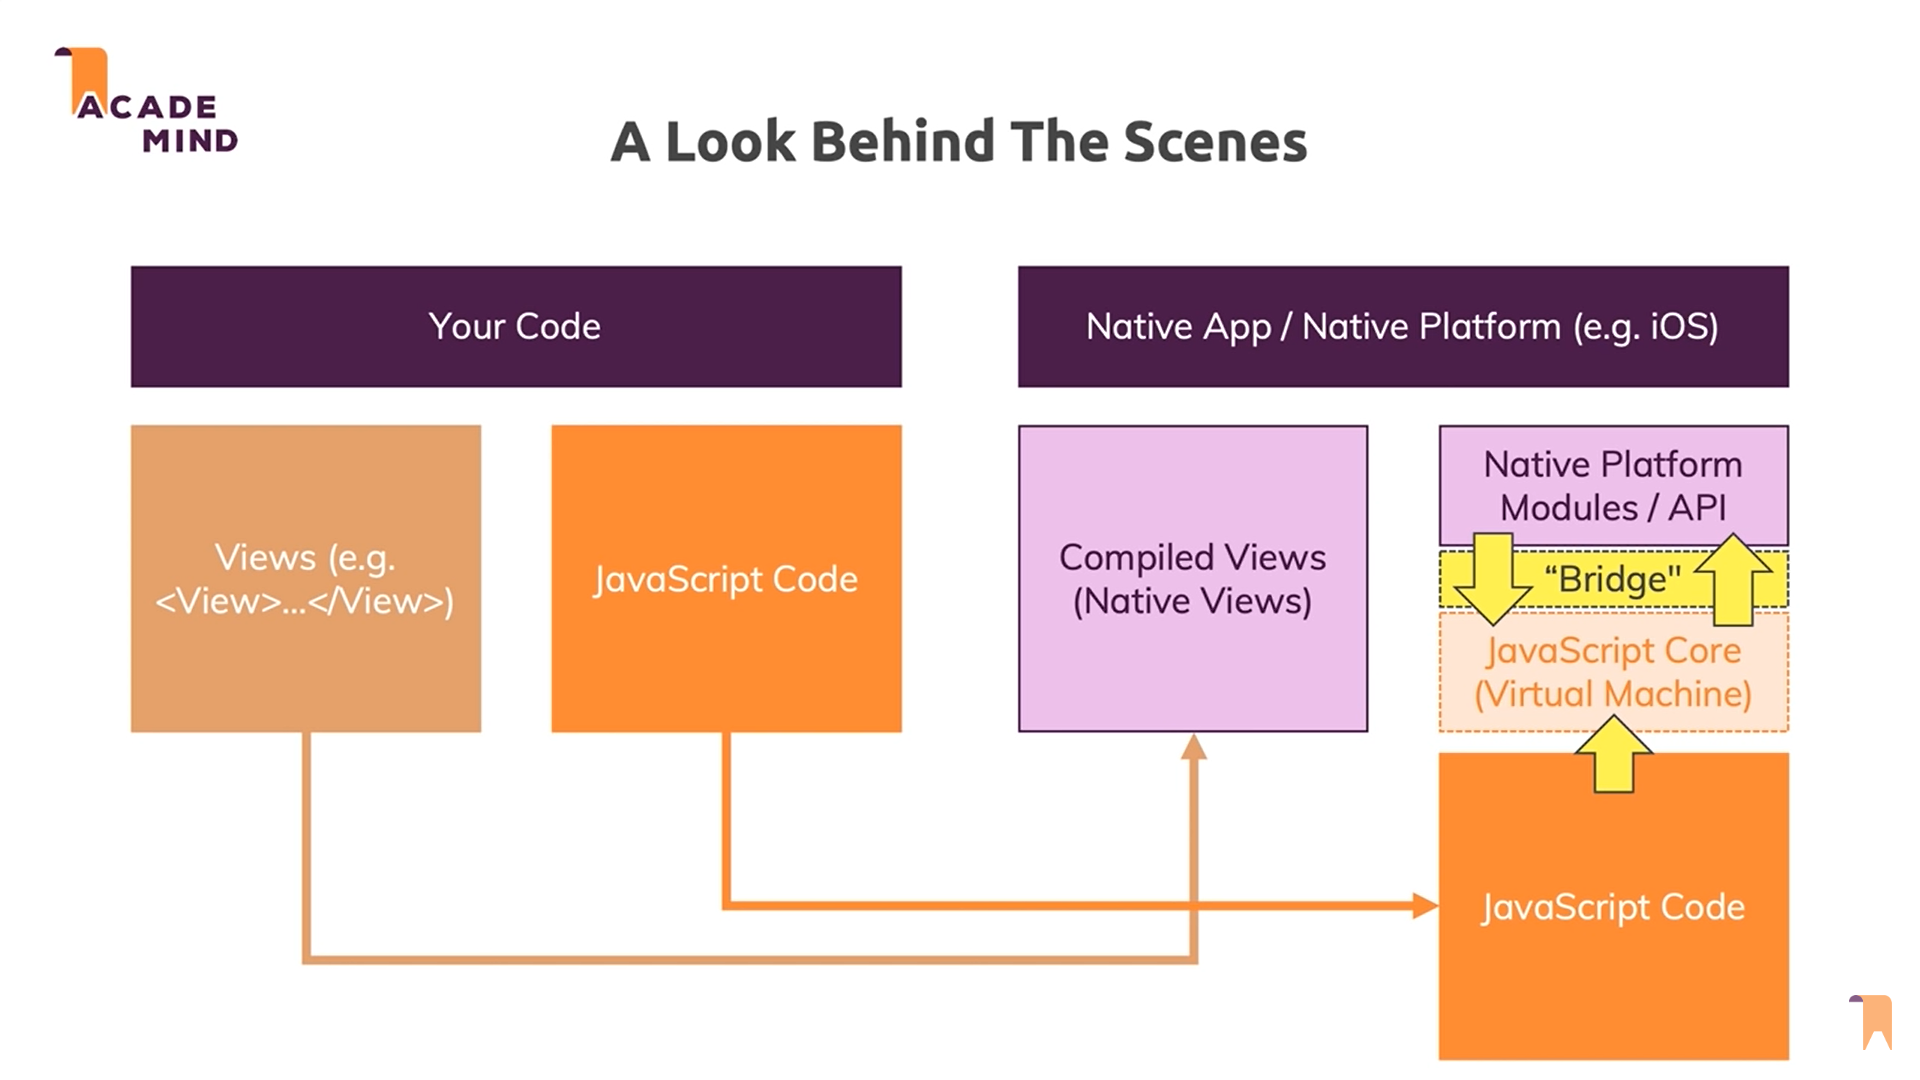 ACADE
MIND
A Look Behind The Scenes
Your Code
Native App / Native Platform (e.g. iOS)
Views (e.g.
<View>...</View>)
JavaScript Code
Compiled Views
(Native Views)
Native Platform
Modules / API
“Bridge"
JavaScript Core
(Virtual Machine)
JavaScript Code